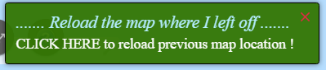 ....... Reload the map where I left off .......
CLICK HERE to reload previous map location !